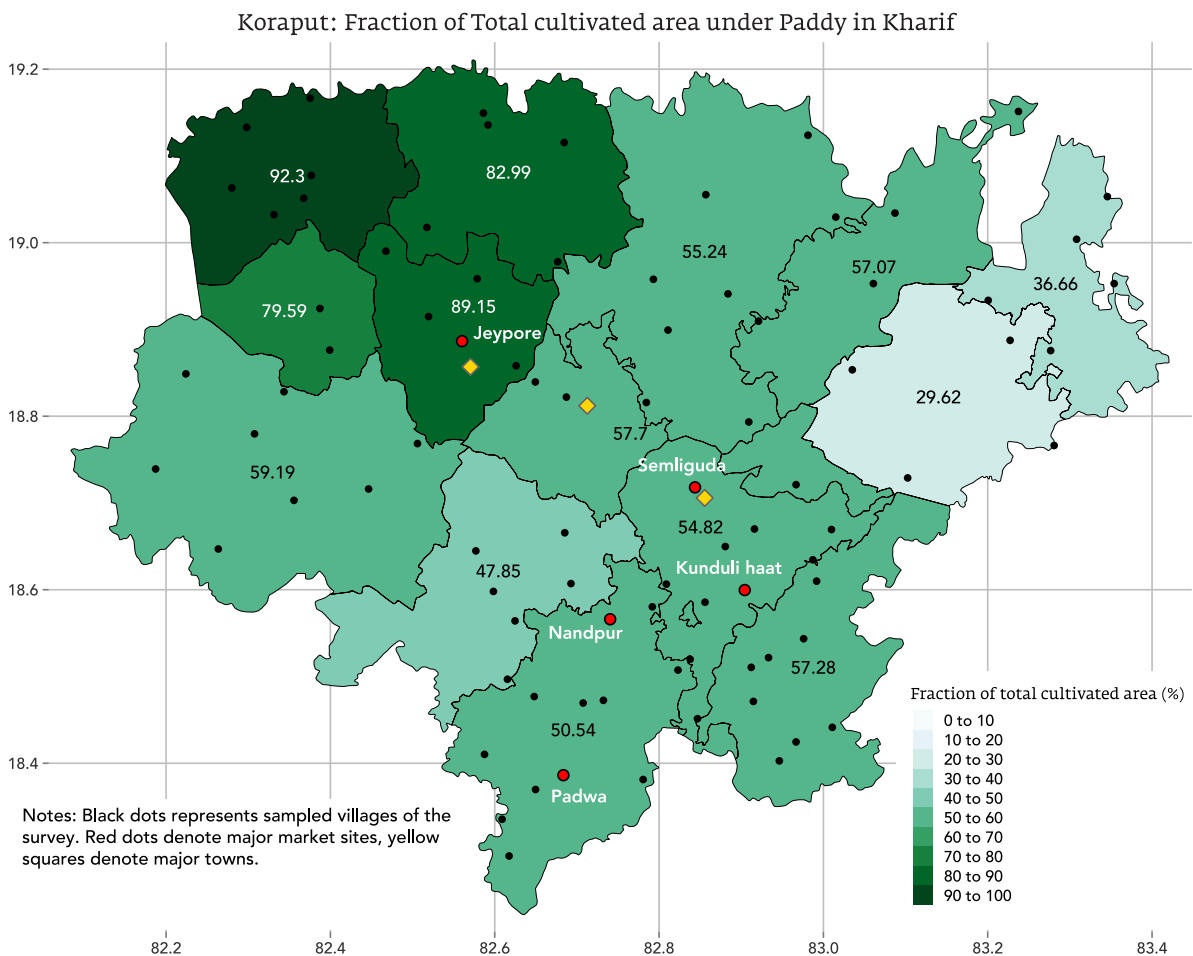 Koraput: Fraction of Total cultivated area under Paddy in Kharif
19.2
92.3
82.99
19.0
55.24
57.07
36.66
79.59
89.15
Jeypore
29.62
18.8
57.7
59.19
Semliguda
54.82
47.85
Kunduli haat
18.6
Nandpur
57.28
50.54
18.4
Padwa
Fraction of total cultivated area (%)
0 to 10
10 to 20
20 to 30
30 to 40
40 to 50
50 to 60
60 to 70
70 to 80
80 to 90
90 to 100
Notes: Black dots represents sampled villages of the
survey. Red dots denote major market sites, yellow
squares denote major towns.
82.2 82.4 82.6 82.8 83.0 83.2 83.4